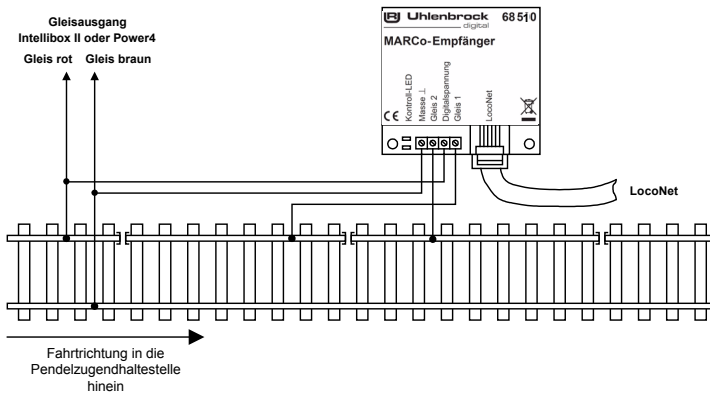 Gleisausgang
Intellibox II oder Power4
Gleis rot Gleis braun
Uhlenbrock 68 510
digital
MARCo-Empfänger
CE
Kontroll-LED
Masse ⊥
Gleis 2
Digitalspannung
Gleis 1
LocoNet
LocoNet
Fahrtrichtung in die
Pendelzugendhaltestelle
hinein